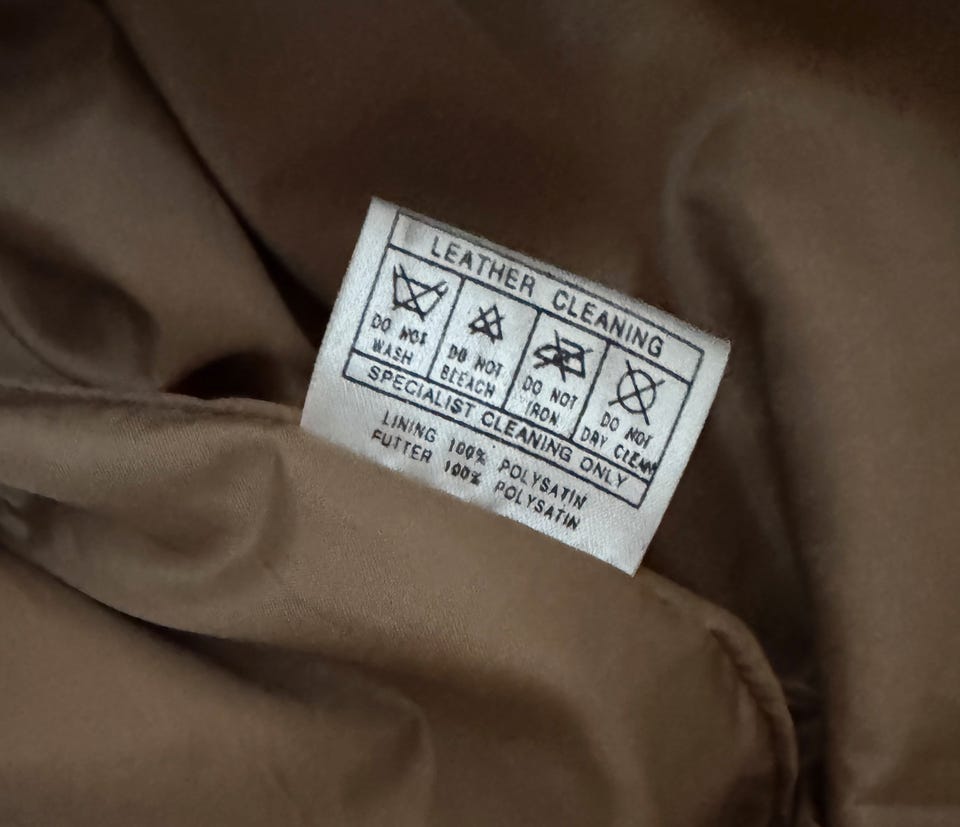 LEATHER CLEANING
DO NOT
WASH
DO NOT
BLEACH
DO NOT
IRON
DO NOT
DRY CLEAN
SPECIALIST CLEANING ONLY
LINING 100% POLYSATIN
FUTTER 100% POLYSATIN